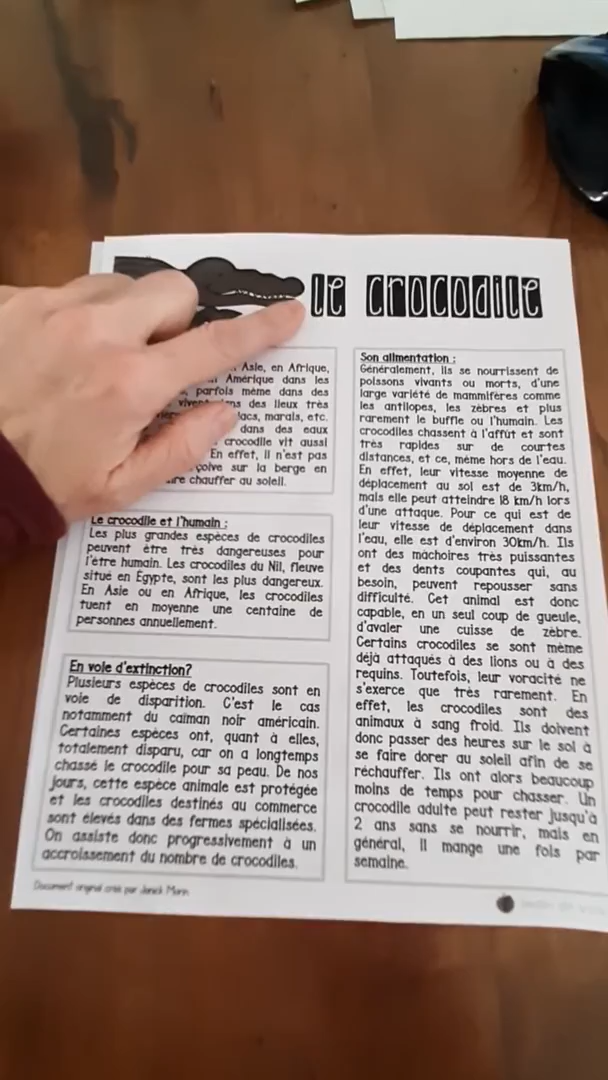 le crocodile
Asie, en Afrique,
Amérique dans les
parfois même dans des
vivent dans des lieux très
lacs, marais, etc.
dans des eaux
crocodile vit aussi
En effet, il n'est pas
sur la berge en
chauffer au soleil.
Le crocodile et l'humain :
Les plus grandes espèces de crocodiles
peuvent être très dangereuses pour
l'être humain. Les crocodiles du Nil, fleuve
situé en Égypte, sont les plus dangereux.
En Asie ou en Afrique, les crocodiles
tuent en moyenne une centaine de
personnes annuellement.
En voie d'extinction?
Plusieurs espèces de crocodiles sont en
voie de disparition. C'est le cas
notamment du caïman noir américain.
Certaines espèces ont, quant à elles,
totalement disparu, car on a longtemps
chassé le crocodile pour sa peau. De nos
jours, cette espèce animale est protégée
et les crocodiles destinés au commerce
sont élevés dans des fermes spécialisées.
On assiste donc progressivement à un
accroissement du nombre de crocodiles.
Son alimentation :
Généralement, ils se nourrissent de
poissons vivants ou morts, d'une
large variété de mammifères comme
les antilopes, les zèbres et plus
rarement le buffle ou l'humain. Les
crocodiles chassent à l'affût et sont
très rapides sur de courtes
distances, et ce, même hors de l'eau.
En effet, leur vitesse moyenne de
déplacement au sol est de 3km/h,
mais elle peut atteindre 18 km/h lors
d'une attaque. Pour ce qui est de
leur vitesse de déplacement dans
l'eau, elle est d'environ 30km/h. Ils
ont des mâchoires très puissantes
et des dents coupantes qui, au
besoin, peuvent repousser sans
difficulté. Cet animal est donc
capable, en un seul coup de gueule,
d'avaler une cuisse de zèbre.
Certains crocodiles se sont même
déjà attaqués à des lions ou à des
requins. Toutefois, leur voracité ne
s'exerce que très rarement. En
effet, les crocodiles sont des
animaux à sang froid. Ils doivent
donc passer des heures sur le sol à
se faire dorer au soleil afin de se
réchauffer. Ils ont alors beaucoup
moins de temps pour chasser. Un
crocodile adulte peut rester jusqu'à
2 ans sans se nourrir, mais en
général, il mange une fois par
semaine.
Document original créé par Janick Morin